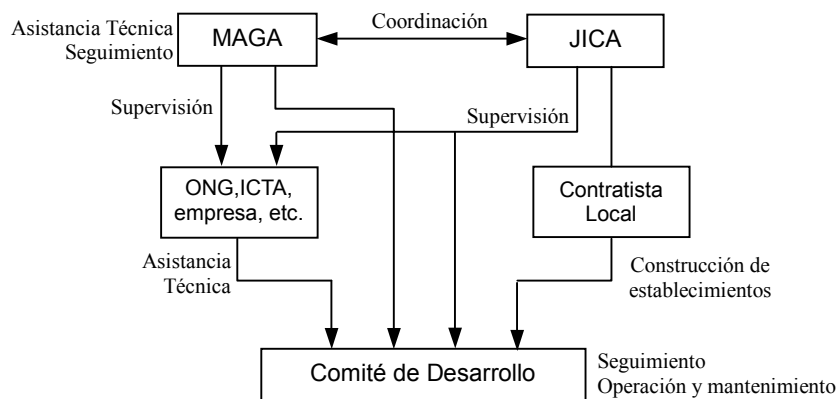 Asistencia Técnica
Seguimiento
MAGA
Coordinación
JICA
Supervisión
Supervisión
ONG,ICTA,
empresa, etc.
Contratista
Local
Asistencia
Técnica
Construcción de
establecimientos
Comité de Desarrollo
Seguimiento
Operación y mantenimiento